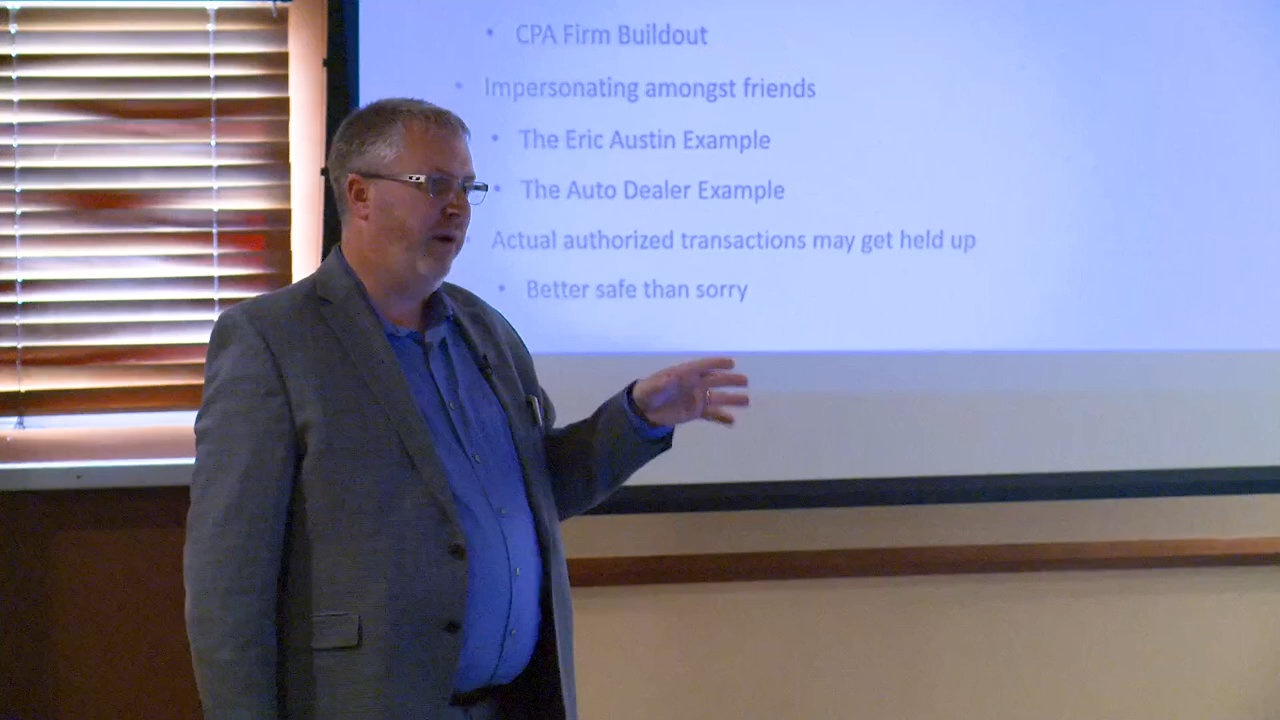 • CPA Firm Buildout
• Impersonating amongst friends
• The Eric Austin Example
• The Auto Dealer Example
• Actual authorized transactions may get held up
• Better safe than sorry